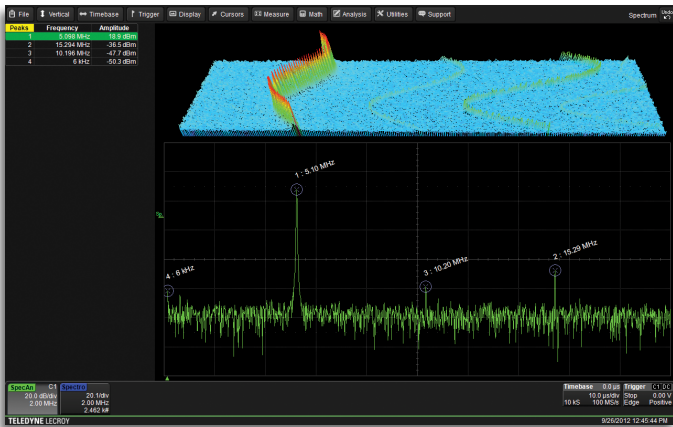 File Vertical Timebase Trigger Display Cursors Measure Math Analysis Utilities Support Spectrum Undo
Peaks Frequency Amplitude
1 5.098 MHz 18.9 dBm
2 15.294 MHz -36.5 dBm
3 10.196 MHz -47.7 dBm
4 6 kHz -50.3 dBm
1 : 5.10 MHz
2 : 15.29 MHz
3 : 10.20 MHz
4 : 6 kHz
SpecAn C1
20.0 dB/div
2.00 MHz
Spectro
20.1/div
2.00 MHz
2.462 k#
Timebase 0.0 µs
10.0 µs/div
10 kS 100 MS/s
Trigger C1 DC
Stop 0.00 V
Edge Positive
TELEDYNE LECROY 9/26/2012 12:45:44 PM